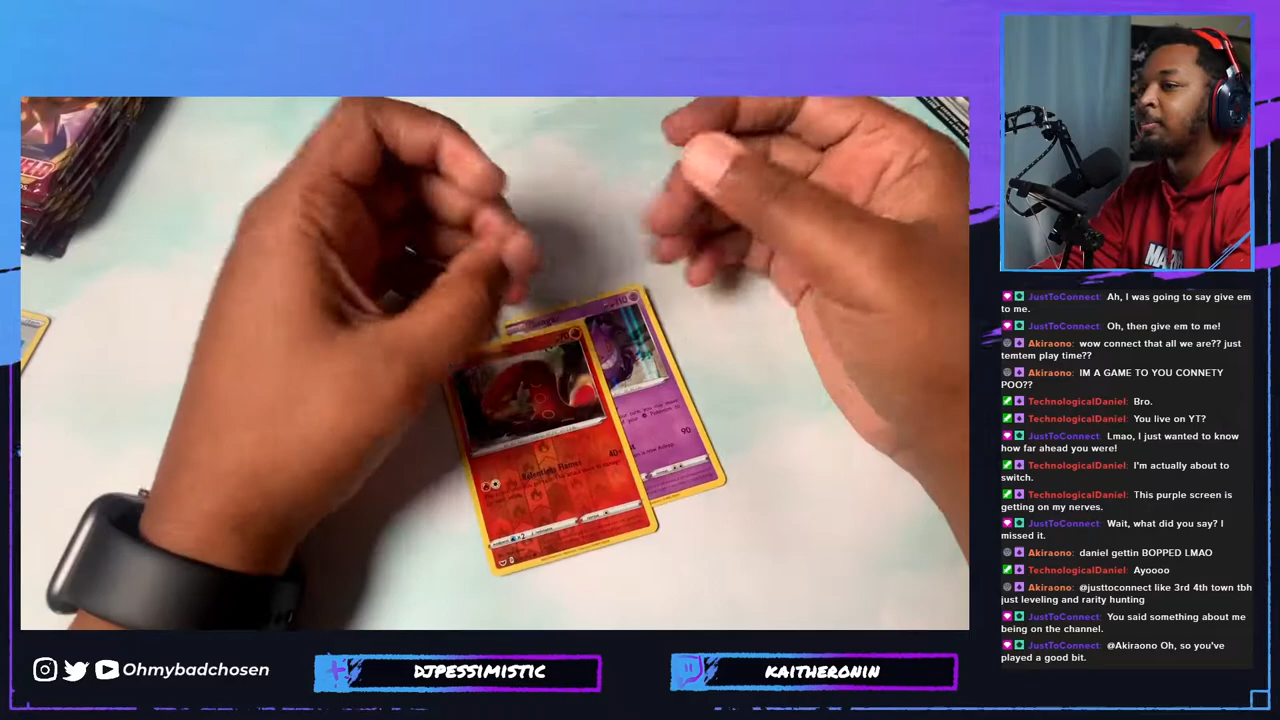 JustToConnect: Ah, I was going to say give em
to me.
JustToConnect: Oh, then give em to me!
Akiraono: wow connect that all we are?? just
temtem play time??
Akiraono: IM A GAME TO YOU CONNETY
POO??
TechnologicalDaniel: Bro.
TechnologicalDaniel: You live on YT?
JustToConnect: Lmao, I just wanted to know
how far ahead you were!
TechnologicalDaniel: I'm actually about to
switch.
TechnologicalDaniel: This purple screen is
getting on my nerves.
JustToConnect: Wait, what did you say? I
missed it.
Akiraono: daniel gettin BOPPED LMAO
TechnologicalDaniel: Ayoooo
Akiraono: @justtoconnect like 3rd 4th town tbh
just leveling and rarity hunting
JustToConnect: You said something about me
being on the channel.
JustToConnect: @Akiraono Oh, so you've
played a good bit.
110
70
90
Relentless Flames
40×
×2
Ohmybadchosen
DJPESSIMISTIC
KAITHERONIN